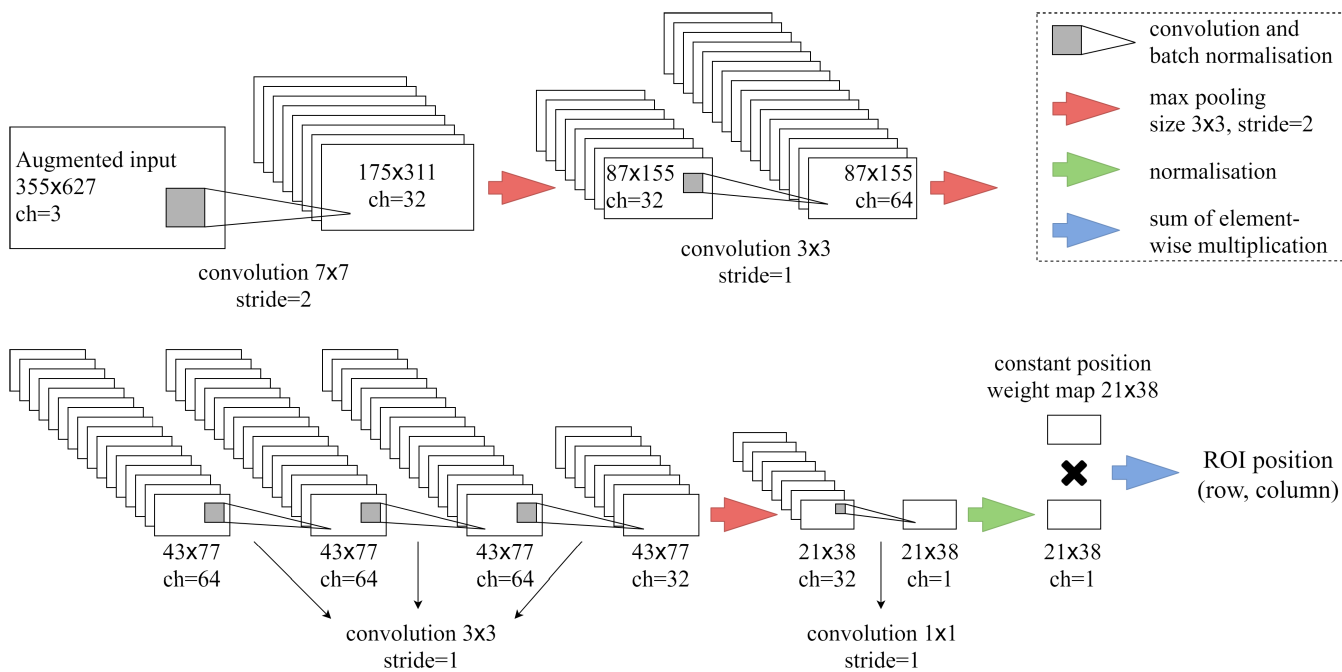 Augmented input
355x627
ch=3
convolution 7x7
stride=2
175x311
ch=32
87x155
ch=32
convolution 3x3
stride=1
87x155
ch=64
convolution and
batch normalisation
max pooling
size 3x3, stride=2
normalisation
sum of element-
wise multiplication
43x77
ch=64
43x77
ch=64
43x77
ch=64
43x77
ch=32
convolution 3x3
stride=1
21x38
ch=32
21x38
ch=1
convolution 1x1
stride=1
constant position
weight map 21x38
21x38
ch=1
ROI position
(row, column)